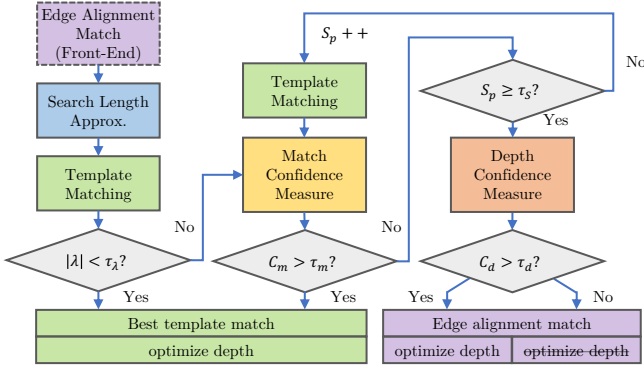 Edge Alignment
Match
(Front-End)
Search Length
Approx.
Template
Matching
|λ| < τ_λ?
No
Yes
S_p ++
Template
Matching
Match
Confidence
Measure
C_m > τ_m?
No
Yes
S_p ≥ τ_S?
No
Yes
Depth
Confidence
Measure
C_d > τ_d?
Yes
No
Best template match
optimize depth
Edge alignment match
optimize depth
optimize depth